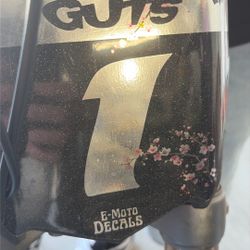 GUTS
1
E-MOTO
DECALS